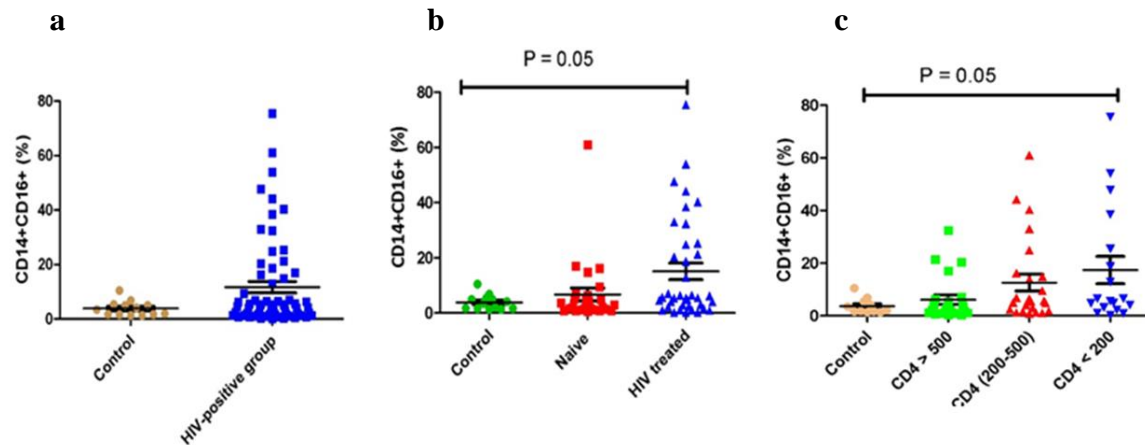 a
b
c
P = 0.05
P = 0.05
CD14+CD16+ (%)
80
60
40
20
0
Control
HIV-positive group
CD14+CD16+ (%)
80
60
40
20
0
Control
Naive
HIV treated
CD14+CD16+ (%)
80
60
40
20
0
Control
CD4 > 500
CD4 (200-500)
CD4 < 200